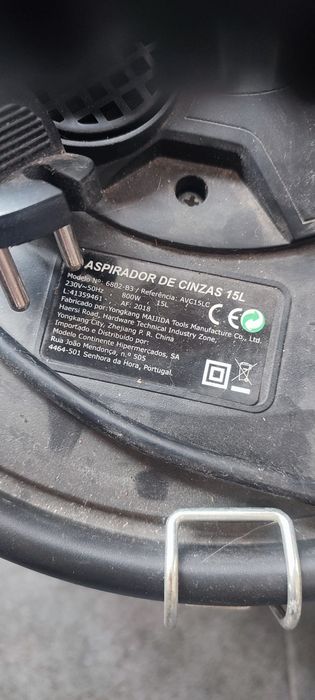 ASPIRADOR DE CINZAS 15L
Modelo Nº: 6802-B3 / Referência: AVC15LC
230V~50Hz 800W 15L
L:41359461 AF: 2018
Fabricado por:Yongkang MAIJIDA Tools Manufacture Co., Ltd.
Haersi Road, Hardware Technical Industry Zone,
Yongkang City, Zhejiang P. R. China
Importado e Distribuido por:
Modelo Continente Hipermercados, SA
Rua João Mendonça, n.º 505
4464-501 Senhora da Hora, Portugal.
CE